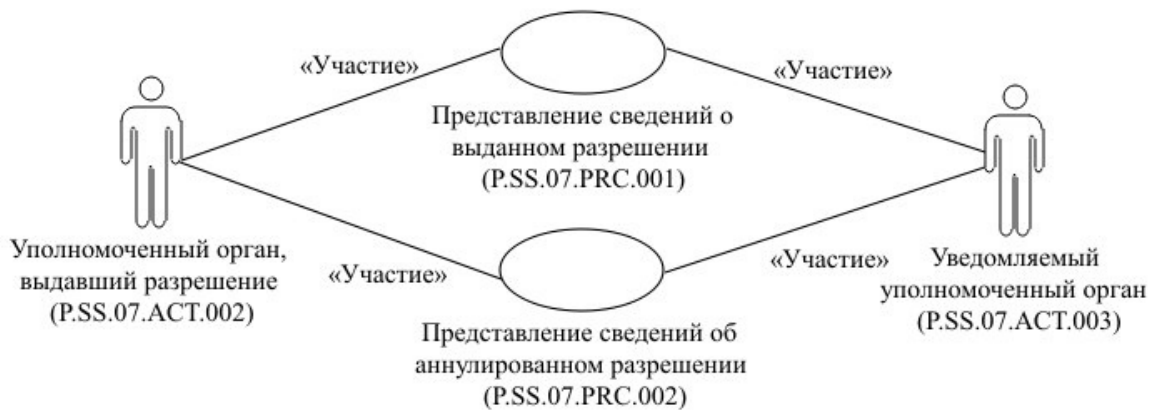 «Участие»
«Участие»
Представление сведений о
выданном разрешении
(P.SS.07.PRC.001)
Уполномоченный орган,
выдавший разрешение
(P.SS.07.ACT.002)
Уведомляемый
уполномоченный орган
(P.SS.07.ACT.003)
«Участие»
«Участие»
Представление сведений об
аннулированном разрешении
(P.SS.07.PRC.002)